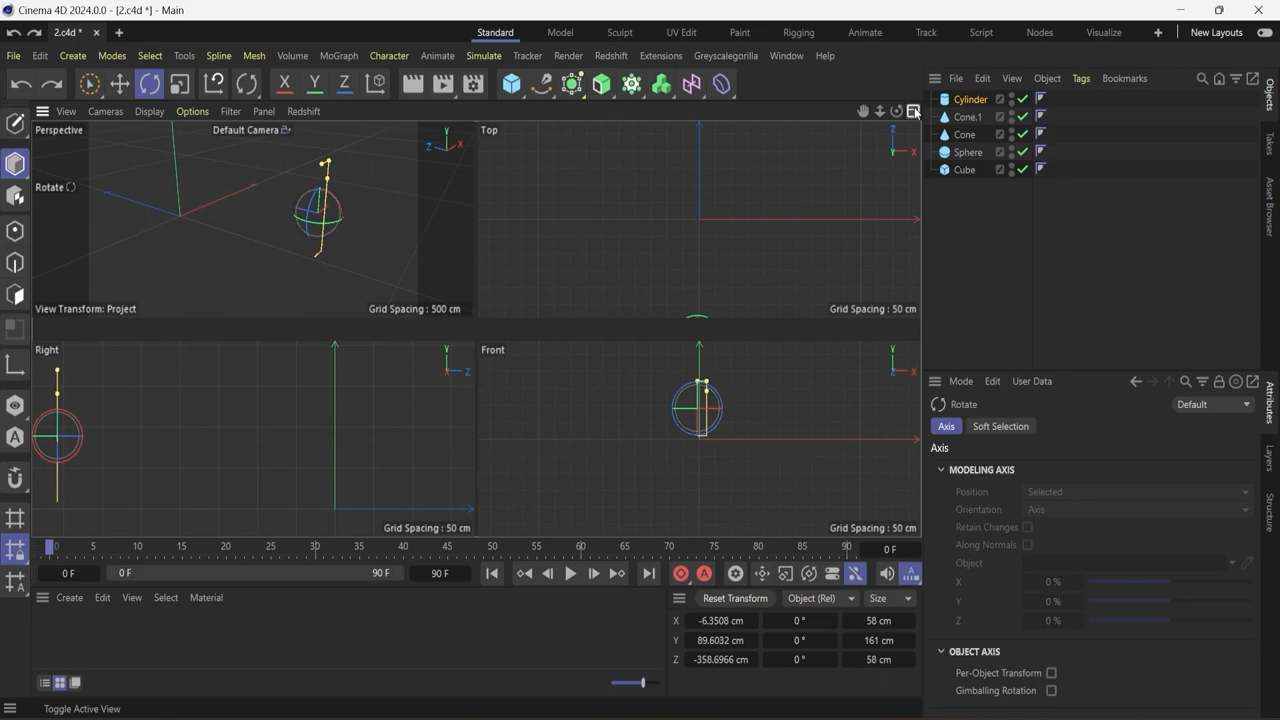 Cinema 4D 2024.0.0 - [2.c4d *] - Main
2.c4d *
Standard Model Sculpt UV Edit Paint Rigging Animate Track Script Nodes Visualize New Layouts
File Edit Create Modes Select Tools Spline Mesh Volume MoGraph Character Animate Simulate Tracker Render Redshift Extensions Greyscalegorilla Window Help
X Y Z
File Edit View Object Tags Bookmarks
View Cameras Display Options Filter Panel Redshift
Perspective Default Camera
Y Z X
Rotate
View Transform: Project
Grid Spacing : 500 cm
Top
Z Y X
Grid Spacing : 50 cm
Right
Y X Z
Grid Spacing : 50 cm
Front
Y Z X
Grid Spacing : 50 cm
Cylinder
Cone.1
Cone
Sphere
Cube
Objects
Takes
Asset Browser
Mode Edit User Data
Rotate Default
Axis Soft Selection
Axis
MODELING AXIS
Position Selected
Orientation Axis
Retain Changes
Along Normals
Object
X 0 %
Y 0 %
Z 0 %
OBJECT AXIS
Per-Object Transform
Gimballing Rotation
Attributes
Layers
Structure
0 5 10 15 20 25 30 35 40 45 50 55 60 65 70 75 80 85 90 0 F
0 F 0 F 90 F 90 F
Create Edit View Select Material
Reset Transform Object (Rel) Size
X -6.3508 cm 0 ° 58 cm
Y 89.6032 cm 0 ° 161 cm
Z -358.6966 cm 0 ° 58 cm
Toggle Active View